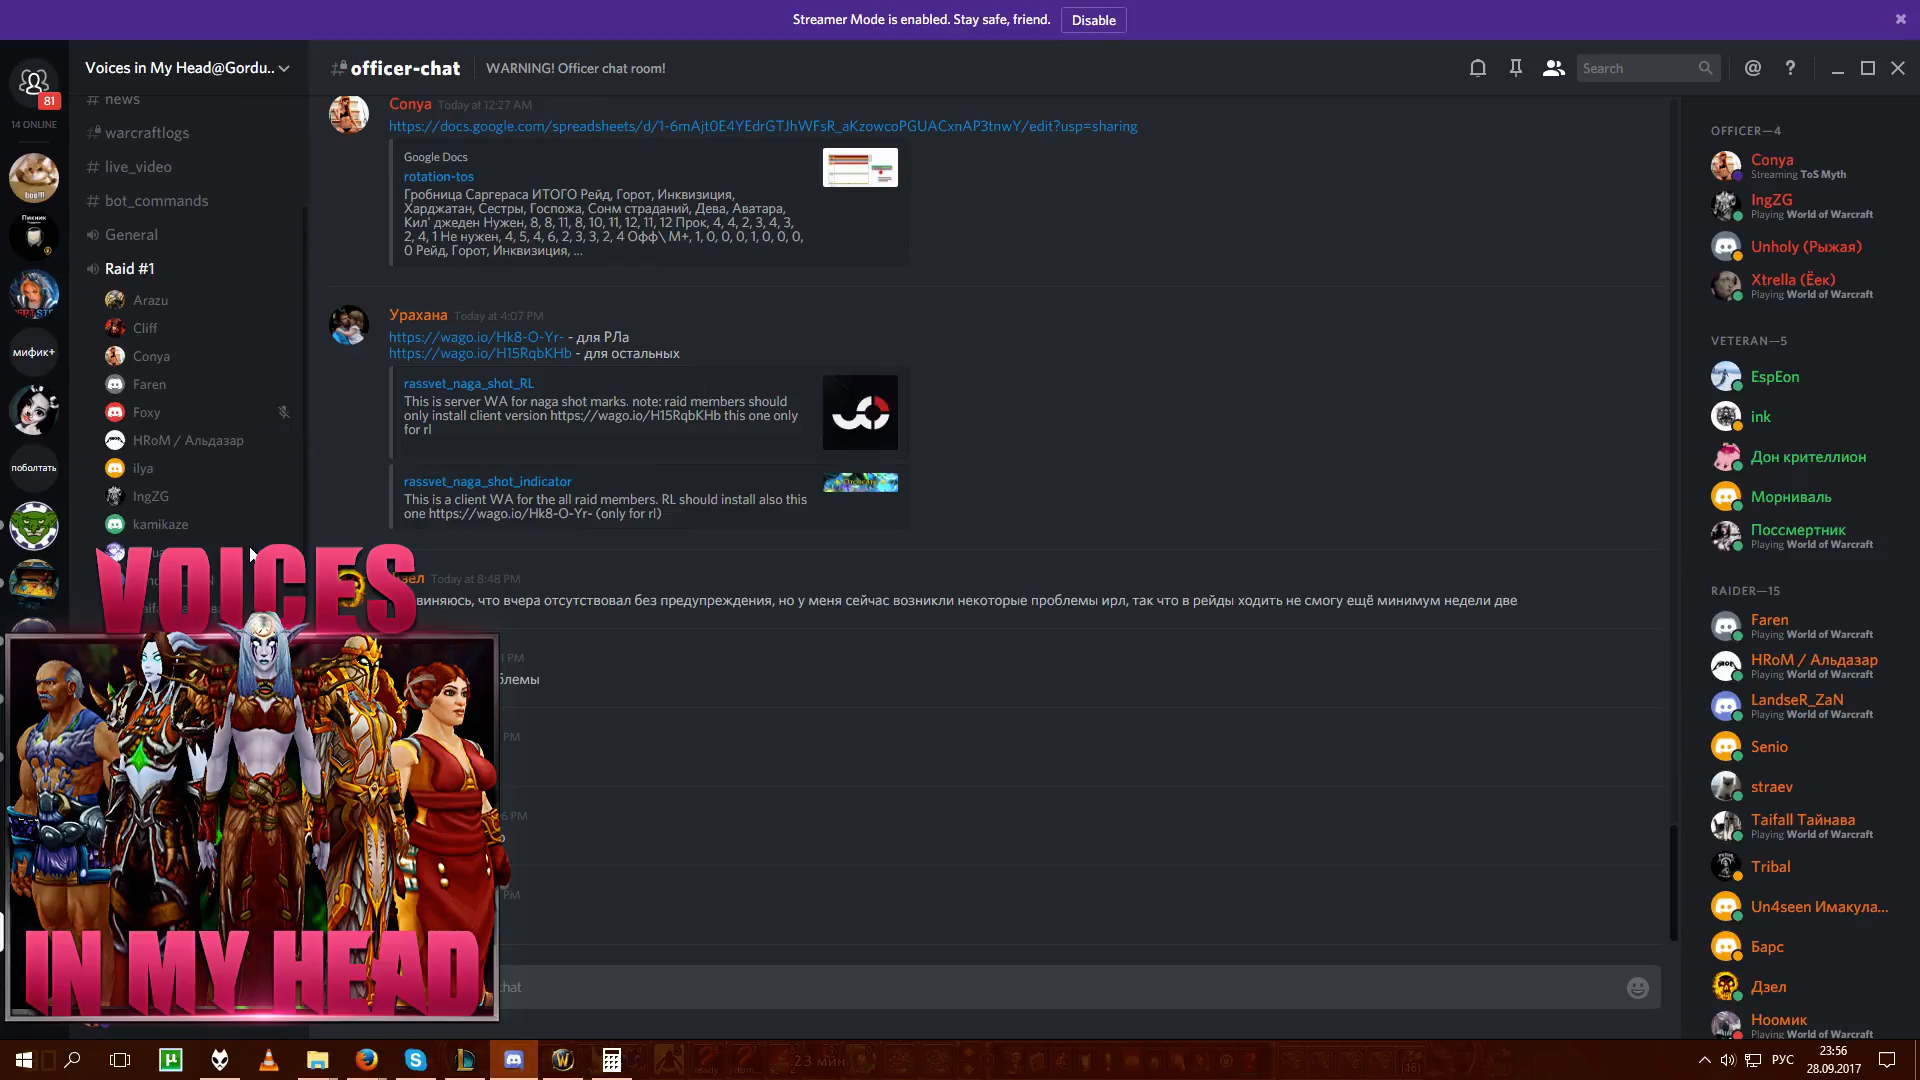 Streamer Mode is enabled. Stay safe, friend.
Disable
Voices in My Head@Gordu..
officer-chat
WARNING! Officer chat room!
Search
81
14 ONLINE
boo!!!
Пикник
мифик+
поболтать
# news
warcraftlogs
# live_video
# bot_commands
General
Raid #1
Arazu
Cliff
Conya
Faren
Foxy
HRoM / Альдазар
ilya
IngZG
kamikaze
VOICES
IN MY HEAD
Conya Today at 12:27 AM
https://docs.google.com/spreadsheets/d/1-6mAjt0E4YEdrGTJhWFsR_aKzowcoPGUACxnAP3tnwY/edit?usp=sharing
Google Docs
rotation-tos
Гробница Саргераса ИТОГО Рейд, Горот, Инквизиция,
Харджатан, Сестры, Госпожа, Сонм страданий, Дева, Аватара,
Кил' джеден Нужен, 8, 8, 11, 8, 10, 11, 12, 11, 12 Прок, 4, 4, 2, 3, 4, 3,
2, 4, 1 Не нужен, 4, 5, 4, 6, 2, 3, 3, 2, 4 Офф\ М+, 1, 0, 0, 0, 1, 0, 0, 0,
0 Рейд, Горот, Инквизиция, ...
Урахана Today at 4:07 PM
https://wago.io/Hk8-O-Yr- - для РЛа
https://wago.io/H15RqbKHb - для остальных
rassvet_naga_shot_RL
This is server WA for naga shot marks. note: raid members should
only install client version https://wago.io/H15RqbKHb this one only
for rl
rassvet_naga_shot_indicator
This is a client WA for the all raid members. RL should install also this
one https://wago.io/Hk8-O-Yr- (only for rl)
Today at 8:48 PM
виняюсь, что вчера отсутствовал без предупреждения, но у меня сейчас возникли некоторые проблемы ирл, так что в рейды ходить не смогу ещё минимум недели две
PM
блемы
PM
6 PM
PM
chat
OFFICER—4
Conya
Streaming ToS Myth
IngZG
Playing World of Warcraft
Unholy (Рыжая)
Xtrella (Ёек)
Playing World of Warcraft
VETERAN—5
EspEon
ink
Дон крителлион
Морниваль
Поссмертник
Playing World of Warcraft
RAIDER—15
Faren
Playing World of Warcraft
HRoM / Альдазар
Playing World of Warcraft
LandseR_ZaN
Playing World of Warcraft
Senio
straev
Taifall Тайнава
Playing World of Warcraft
Tribal
Un4seen Имакула...
Барс
Дзел
Ноомик
Playing World of Warcraft
23 мин.
РУС
23:56
28.09.2017